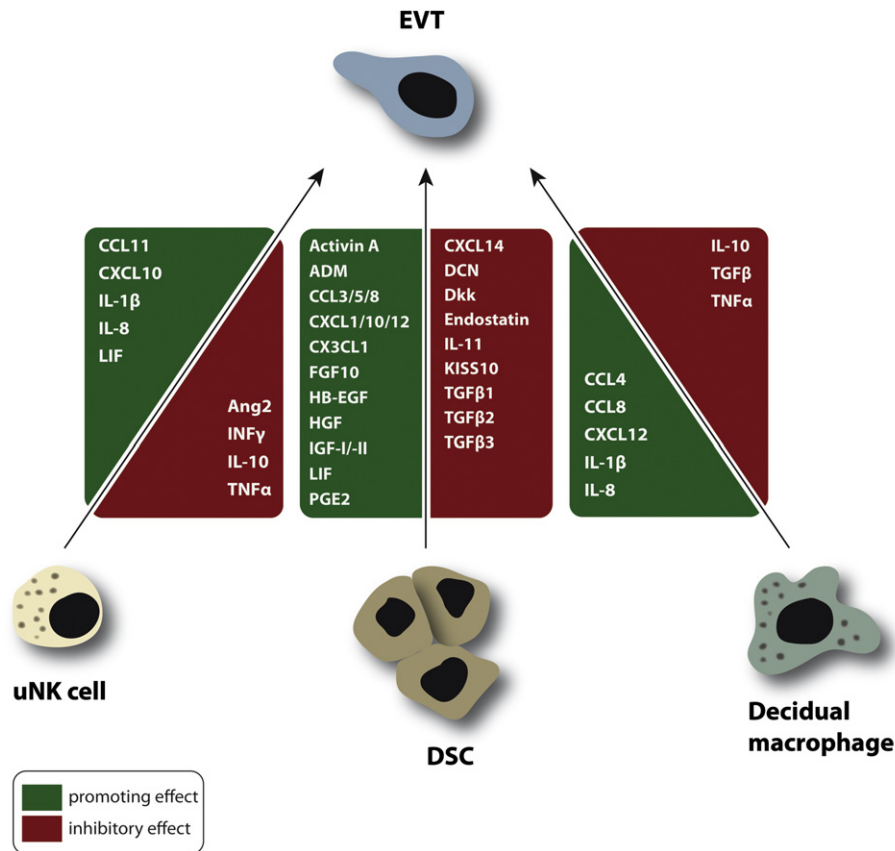 EVT
CCL11
CXCL10
IL-1β
IL-8
LIF
Ang2
INFγ
IL-10
TNFα
Activin A
ADM
CCL3/5/8
CXCL1/10/12
CX3CL1
FGF10
HB-EGF
HGF
IGF-I/-II
LIF
PGE2
CXCL14
DCN
Dkk
Endostatin
IL-11
KISS10
TGFβ1
TGFβ2
TGFβ3
CCL4
CCL8
CXCL12
IL-1β
IL-8
IL-10
TGFβ
TNFα
uNK cell
DSC
Decidual
macrophage
promoting effect
inhibitory effect